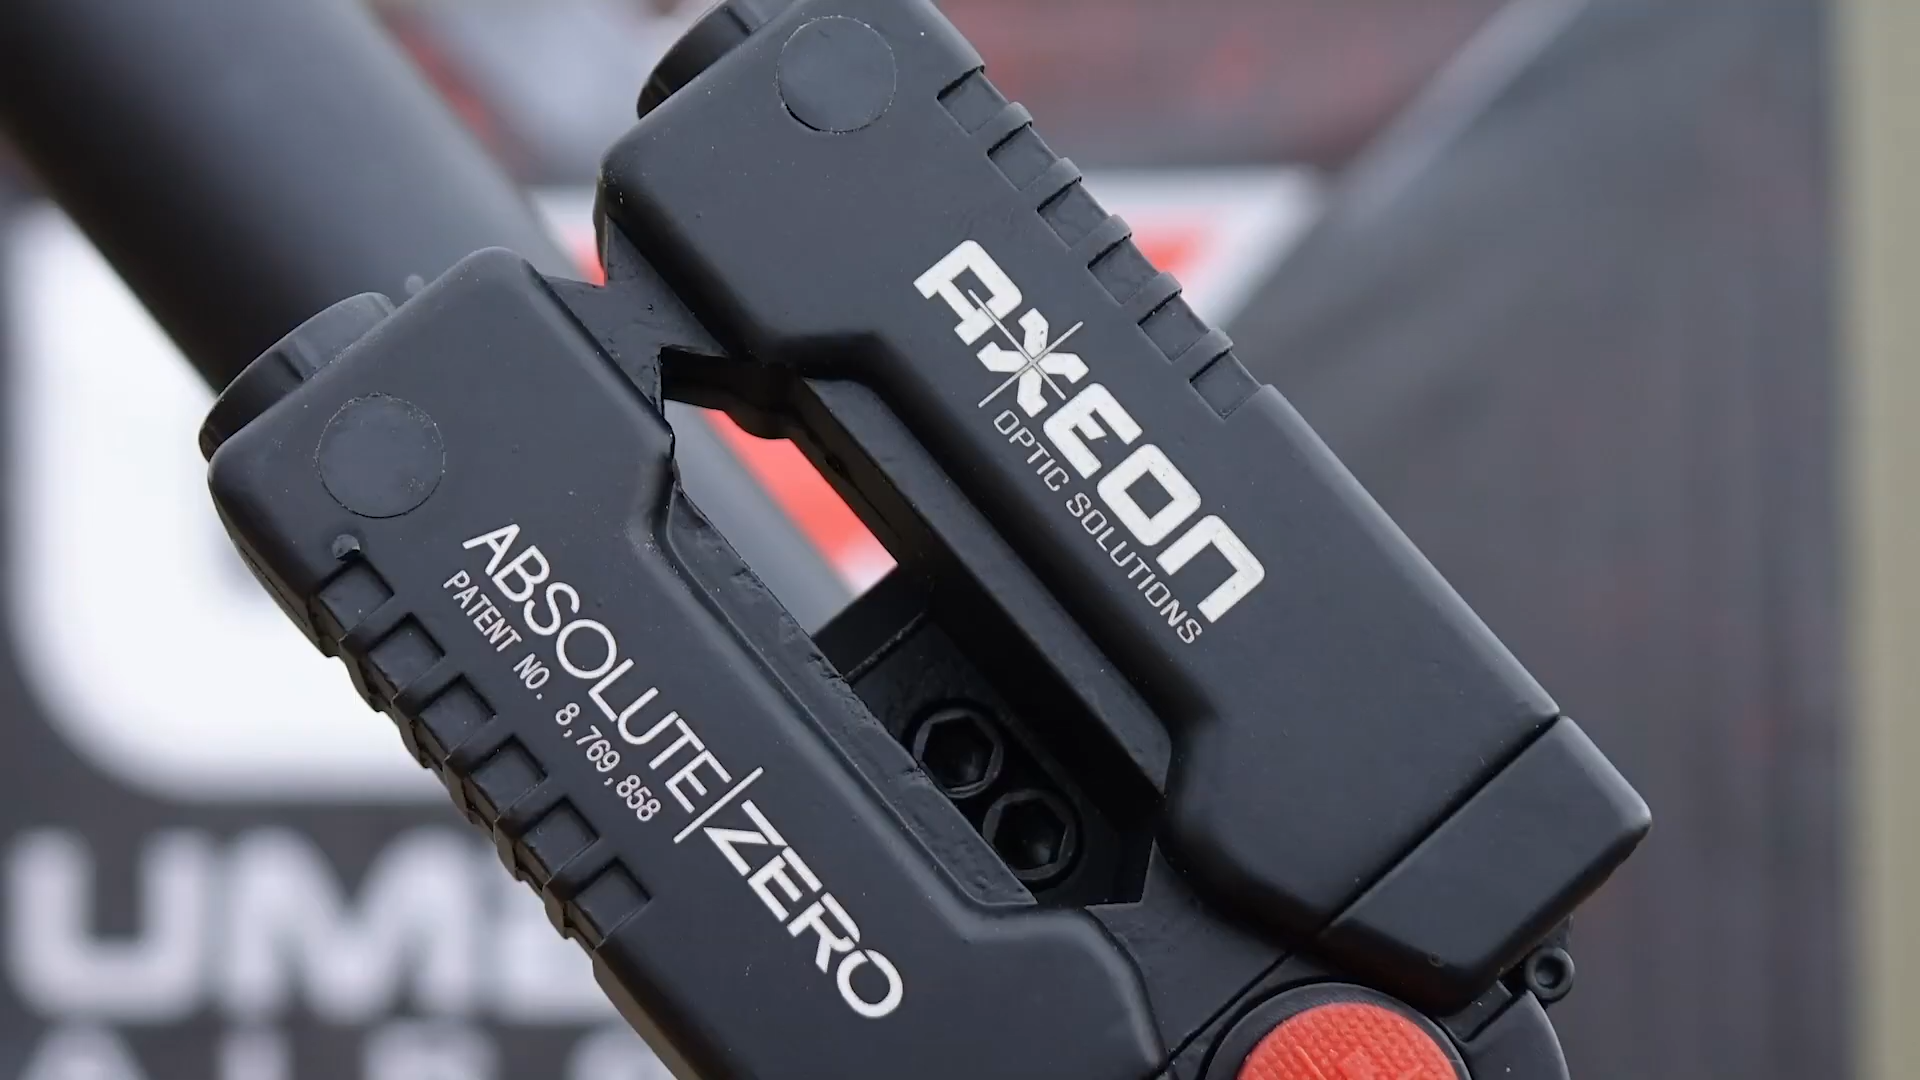 AXEON
OPTIC SOLUTIONS
ABSOLUTE|ZERO
PATENT NO. 8,769,858